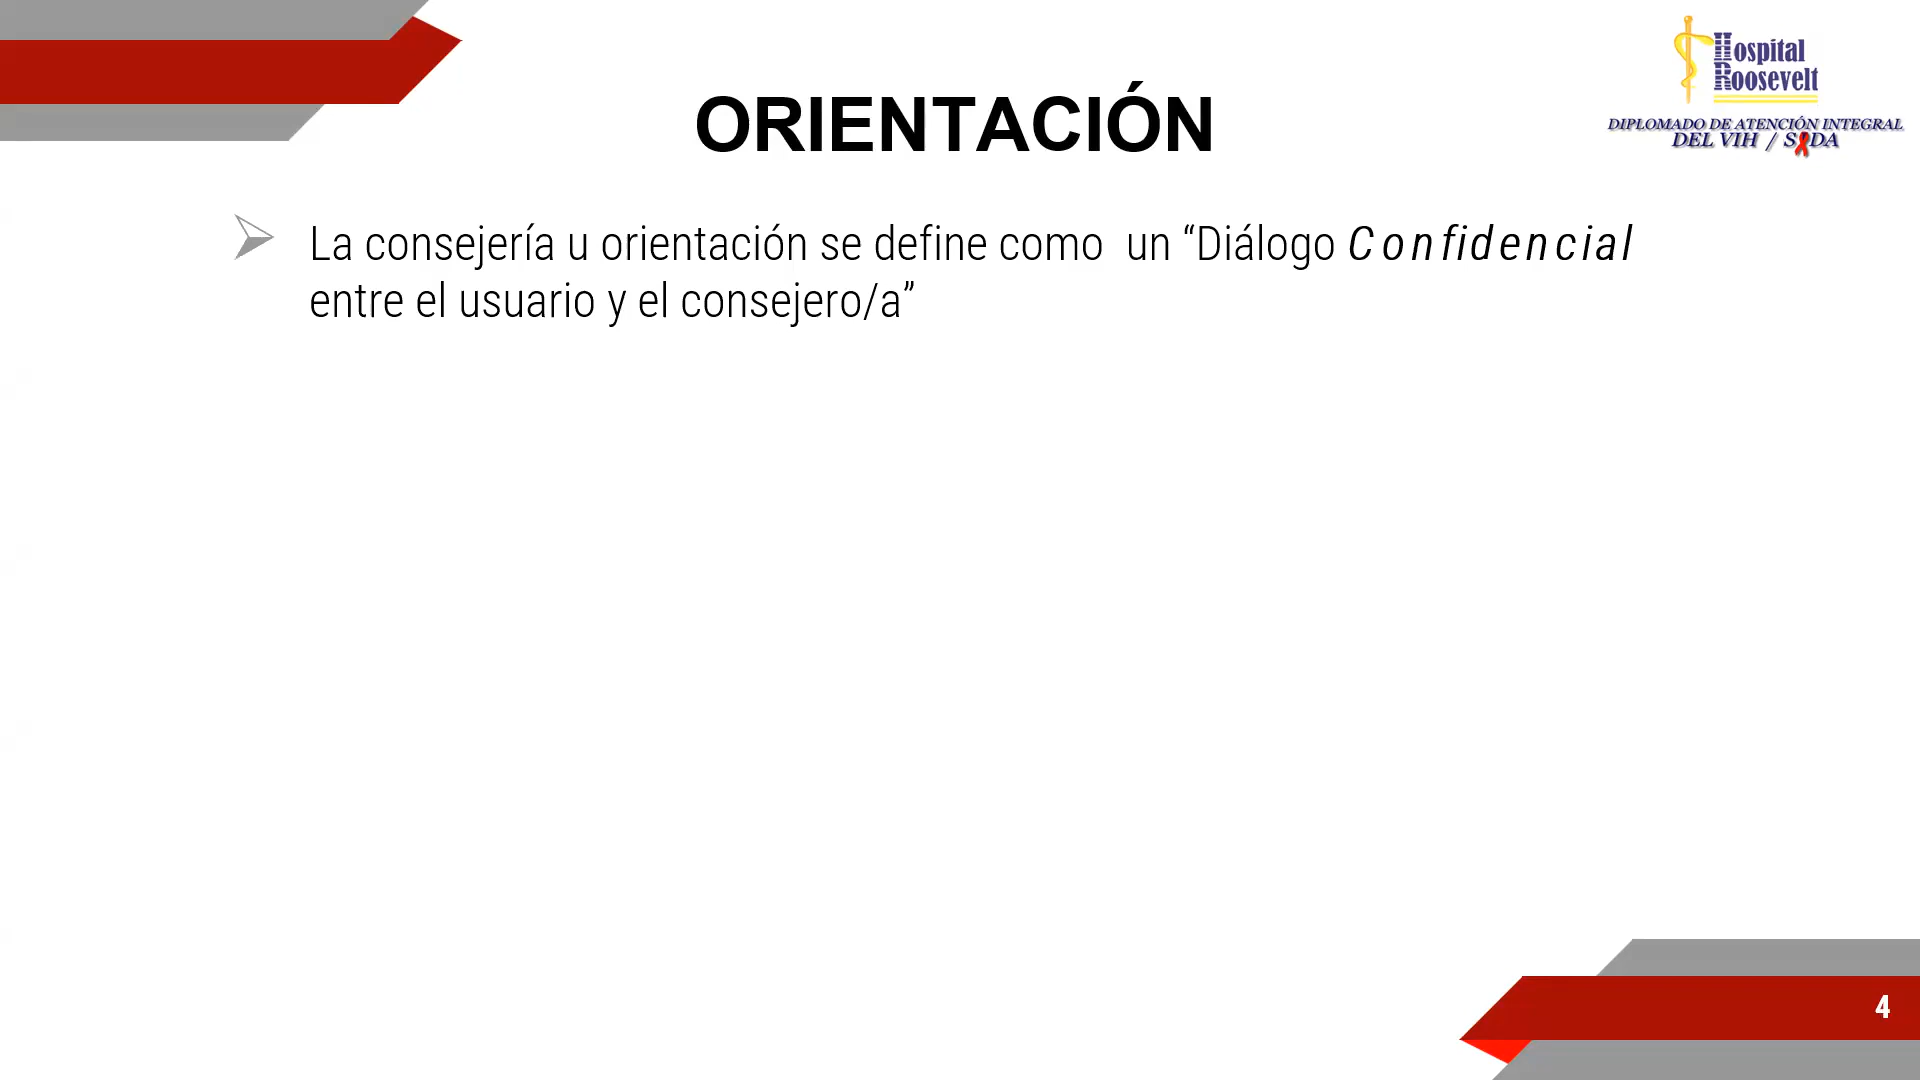 Hospital
Roosevelt
DIPLOMADO DE ATENCIÓN INTEGRAL
DEL VIH / SIDA
ORIENTACIÓN
La consejería u orientación se define como  un “Diálogo Confidencial
entre el usuario y el consejero/a”
4